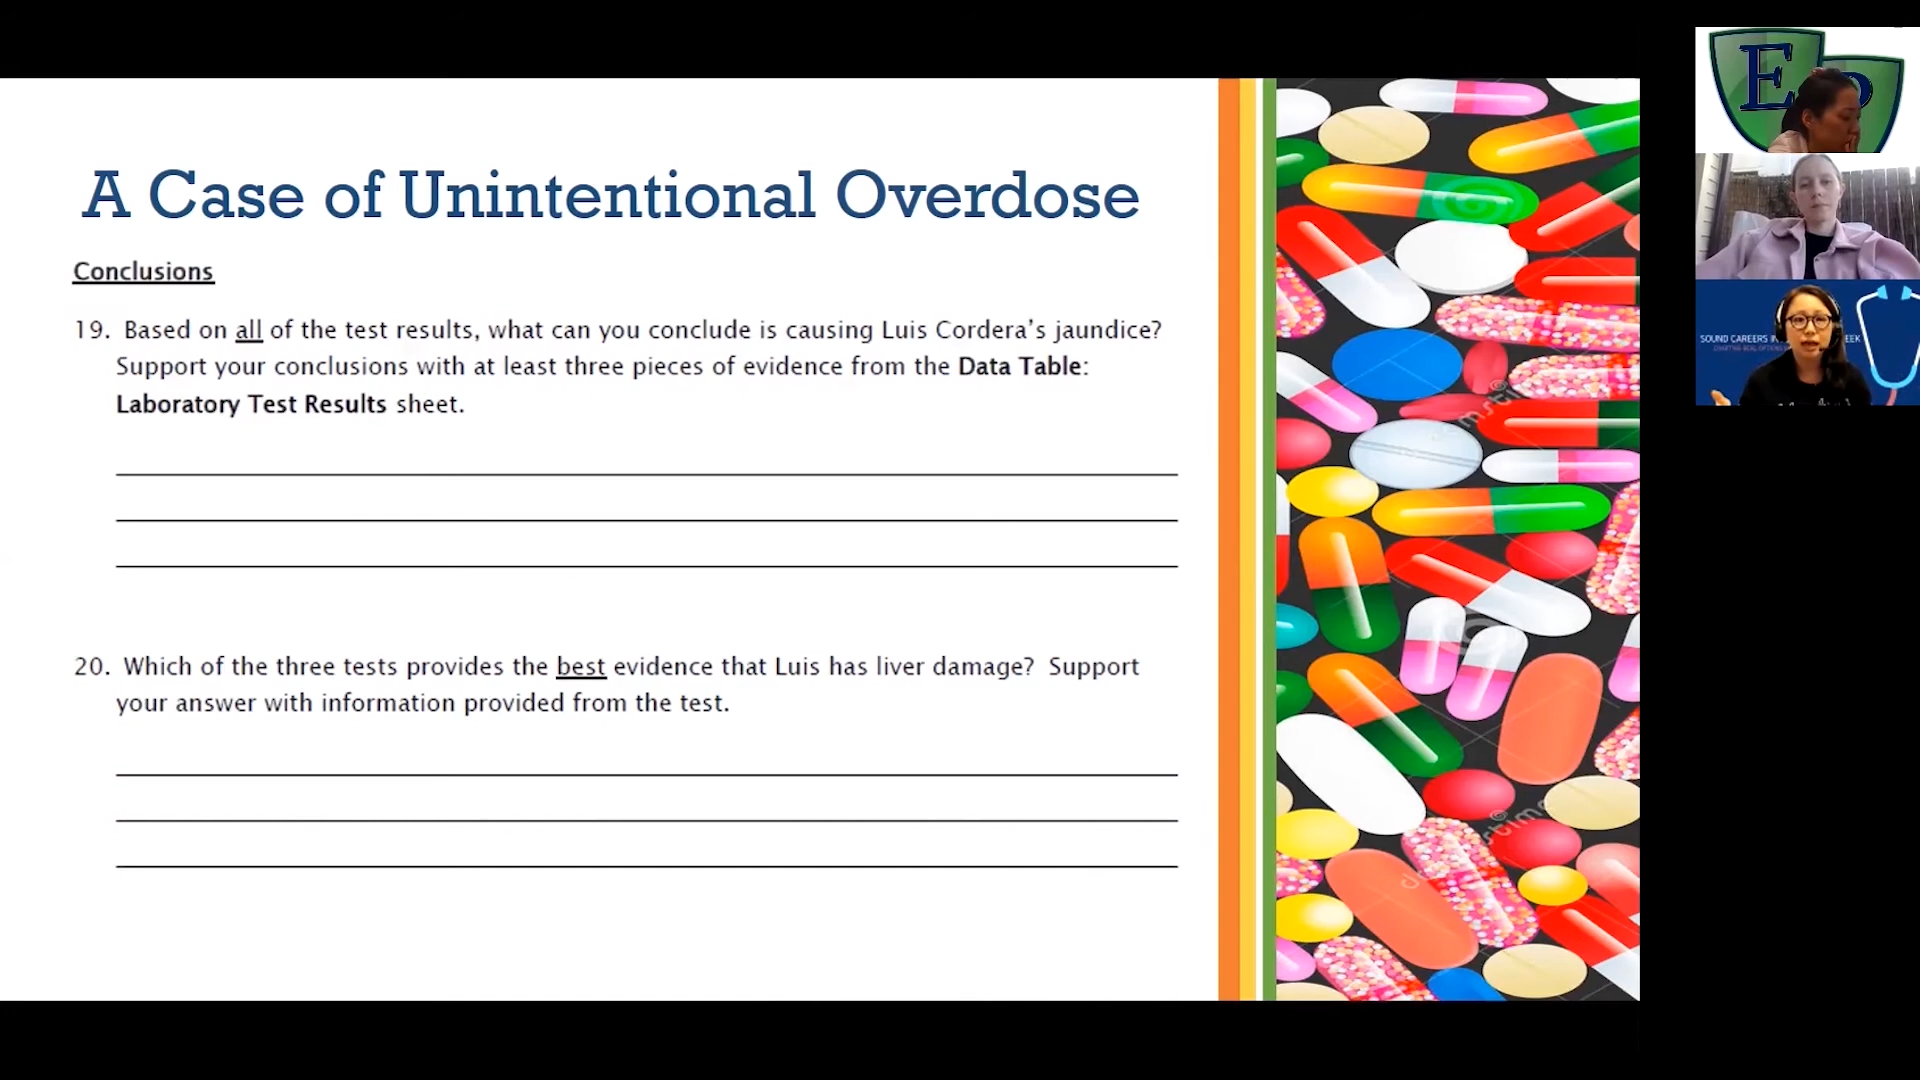 A Case of Unintentional Overdose
Conclusions
19. Based on all of the test results, what can you conclude is causing Luis Cordera's jaundice?
Support your conclusions with at least three pieces of evidence from the Data Table:
Laboratory Test Results sheet.
20. Which of the three tests provides the best evidence that Luis has liver damage? Support
your answer with information provided from the test.
E
SOUND CAREERS IN
EEK